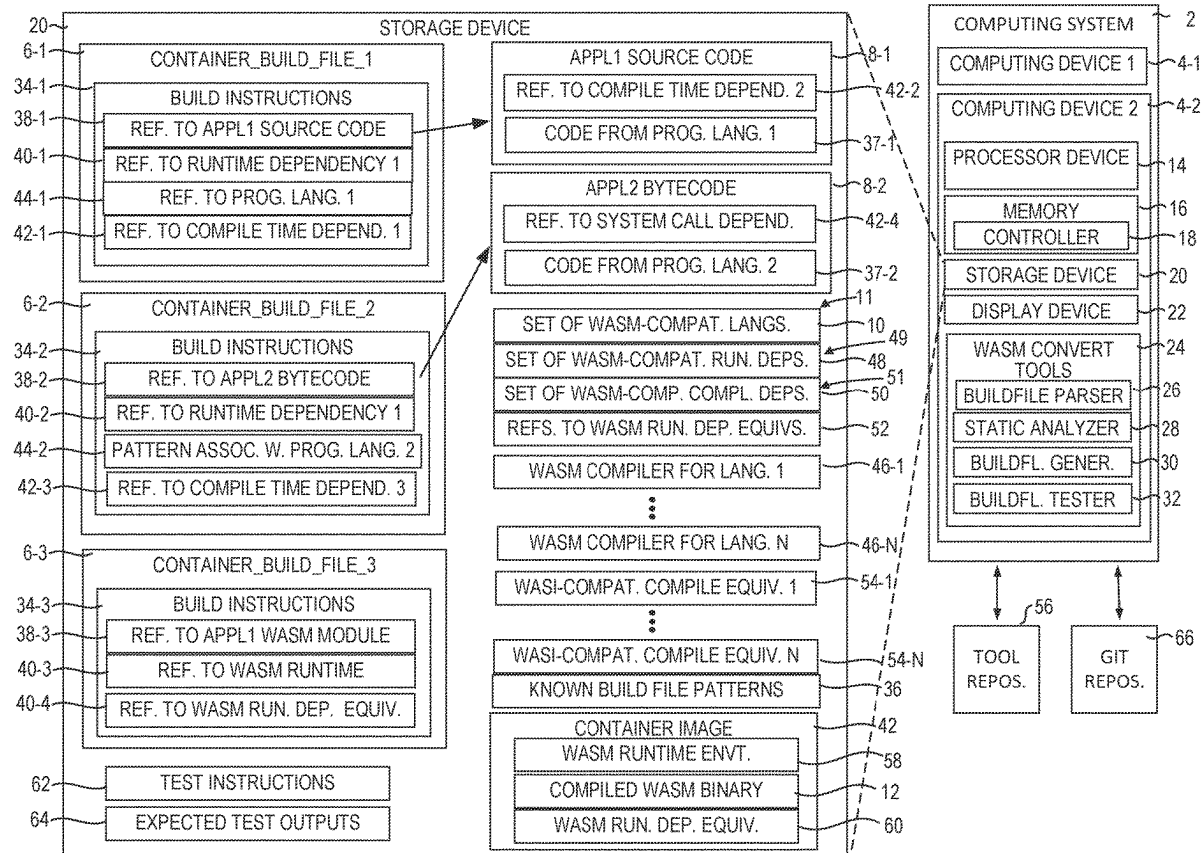 20
STORAGE DEVICE
6-1
CONTAINER_BUILD_FILE_1
34-1
BUILD INSTRUCTIONS
38-1
REF. TO APPL1 SOURCE CODE
40-1
REF. TO RUNTIME DEPENDENCY 1
44-1
REF. TO PROG. LANG. 1
42-1
REF. TO COMPILE TIME DEPEND. 1
6-2
CONTAINER_BUILD_FILE_2
34-2
BUILD INSTRUCTIONS
38-2
REF. TO APPL2 BYTECODE
40-2
REF. TO RUNTIME DEPENDENCY 1
44-2
PATTERN ASSOC. W. PROG. LANG. 2
42-3
REF. TO COMPILE TIME DEPEND. 3
6-3
CONTAINER_BUILD_FILE_3
34-3
BUILD INSTRUCTIONS
38-3
REF. TO APPL1 WASM MODULE
40-3
REF. TO WASM RUNTIME
40-4
REF. TO WASM RUN. DEP. EQUIV.
62
TEST INSTRUCTIONS
64
EXPECTED TEST OUTPUTS
APPL1 SOURCE CODE
8-1
REF. TO COMPILE TIME DEPEND. 2
42-2
CODE FROM PROG. LANG. 1
37-1
APPL2 BYTECODE
8-2
REF. TO SYSTEM CALL DEPEND.
42-4
CODE FROM PROG. LANG. 2
37-2
11
SET OF WASM-COMPAT. LANGS.
10
49
SET OF WASM-COMPAT. RUN. DEPS.
48
51
SET OF WASM-COMP. COMPL. DEPS.
50
REFS. TO WASM RUN. DEP. EQUIVS.
52
WASM COMPILER FOR LANG. 1
46-1
WASM COMPILER FOR LANG. N
46-N
WASI-COMPAT. COMPILE EQUIV. 1
54-1
WASI-COMPAT. COMPILE EQUIV. N
54-N
KNOWN BUILD FILE PATTERNS
36
CONTAINER IMAGE
42
WASM RUNTIME ENVT.
58
COMPILED WASM BINARY
12
WASM RUN. DEP. EQUIV.
60
COMPUTING SYSTEM
2
COMPUTING DEVICE 1
4-1
COMPUTING DEVICE 2
4-2
PROCESSOR DEVICE
14
MEMORY
16
CONTROLLER
18
STORAGE DEVICE
20
DISPLAY DEVICE
22
WASM CONVERT
TOOLS
24
BUILDFILE PARSER
26
STATIC ANALYZER
28
BUILDFL. GENER.
30
BUILDFL. TESTER
32
56
TOOL
REPOS.
66
GIT
REPOS.